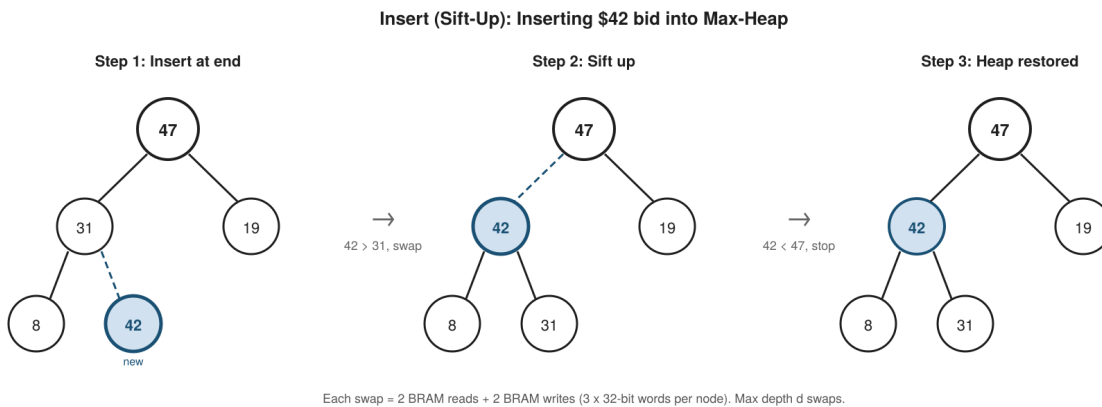 Insert (Sift-Up): Inserting $42 bid into Max-Heap
Step 1: Insert at end
47
31
19
8
42
new
→
42 > 31, swap
Step 2: Sift up
47
42
19
8
31
→
42 < 47, stop
Step 3: Heap restored
47
42
19
8
31
Each swap = 2 BRAM reads + 2 BRAM writes (3 x 32-bit words per node). Max depth d swaps.